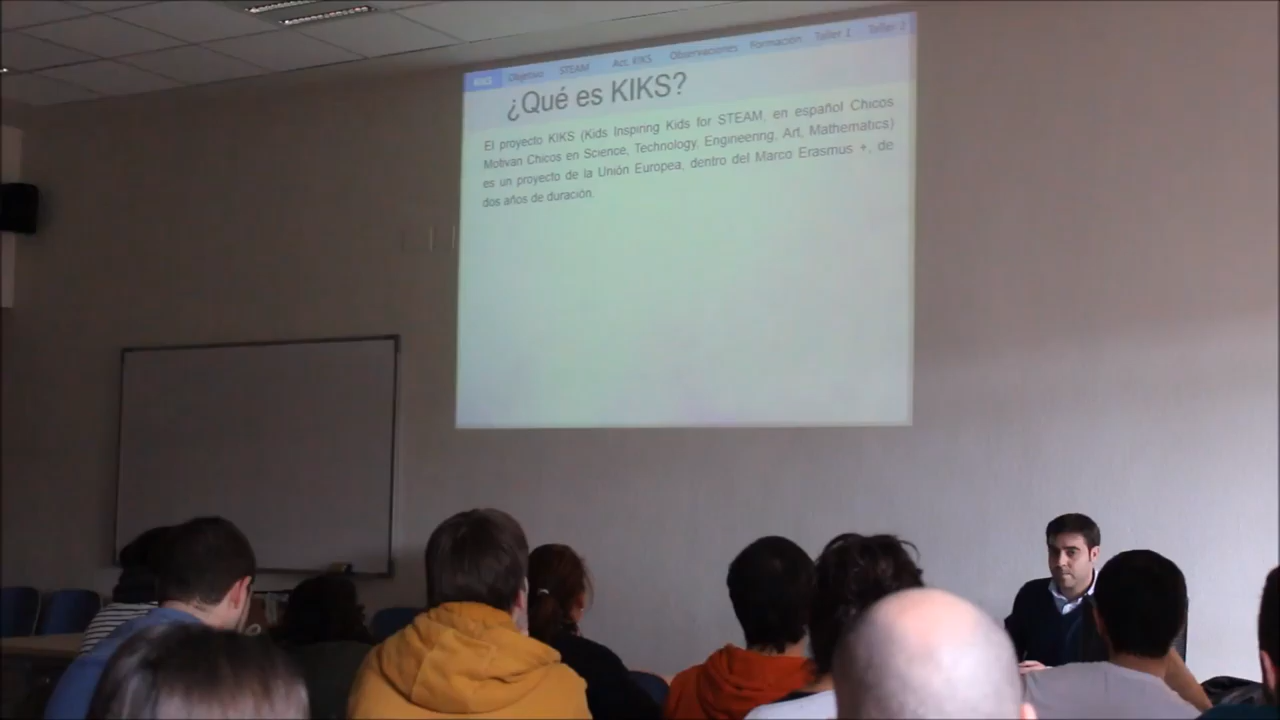 KIKS Objetivo STEAM Act. KIKS Observaciones Formación Taller 1 Taller 2
¿Qué es KIKS?
El proyecto KIKS (Kids Inspiring Kids for STEAM, en español Chicos
Motivan Chicos en Science, Technology, Engineering, Art, Mathematics)
es un proyecto de la Unión Europea, dentro del Marco Erasmus +, de
dos años de duración.